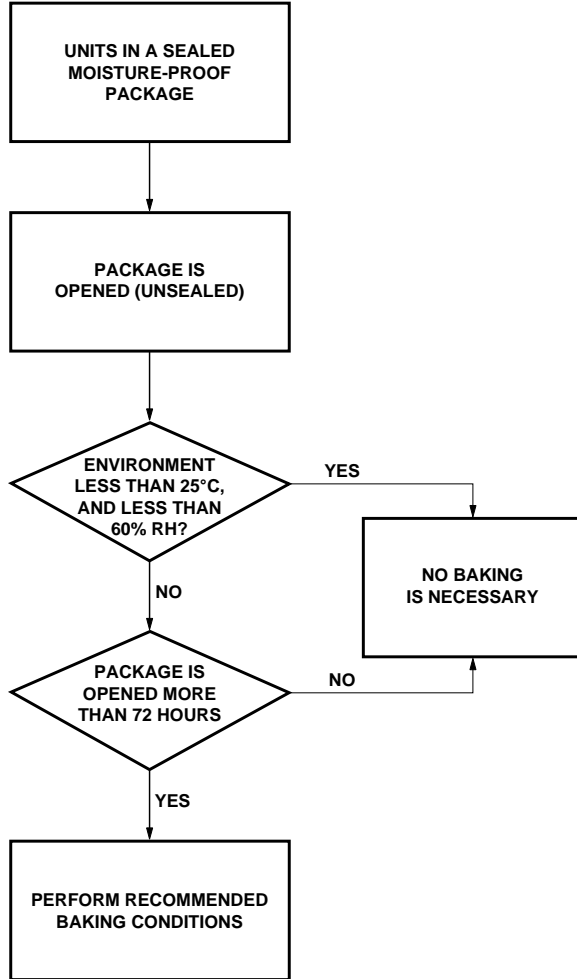 UNITS IN A SEALED
MOISTURE-PROOF
PACKAGE
PACKAGE IS
OPENED (UNSEALED)
ENVIRONMENT
LESS THAN 25°C,
AND LESS THAN
60% RH?
YES
NO BAKING
IS NECESSARY
NO
PACKAGE IS
OPENED MORE
THAN 72 HOURS
NO
YES
PERFORM RECOMMENDED
BAKING CONDITIONS